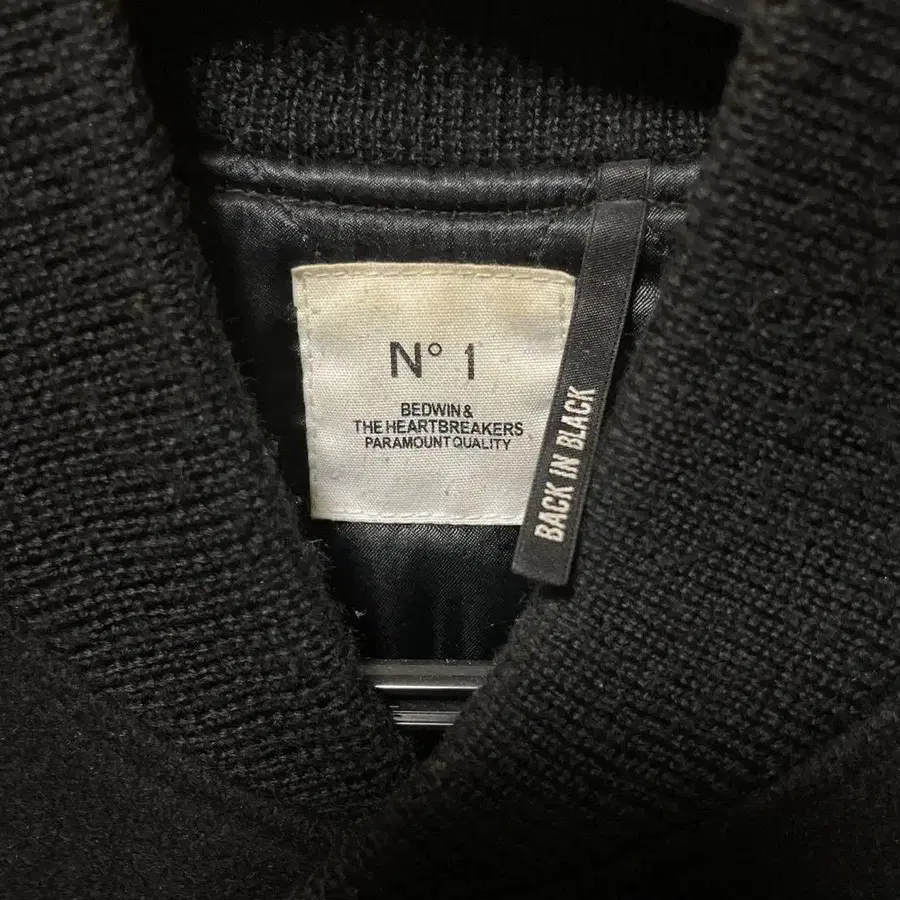 N° 1
BEDWIN &
THE HEARTBREAKERS
PARAMOUNT QUALITY
BACK IN BLACK